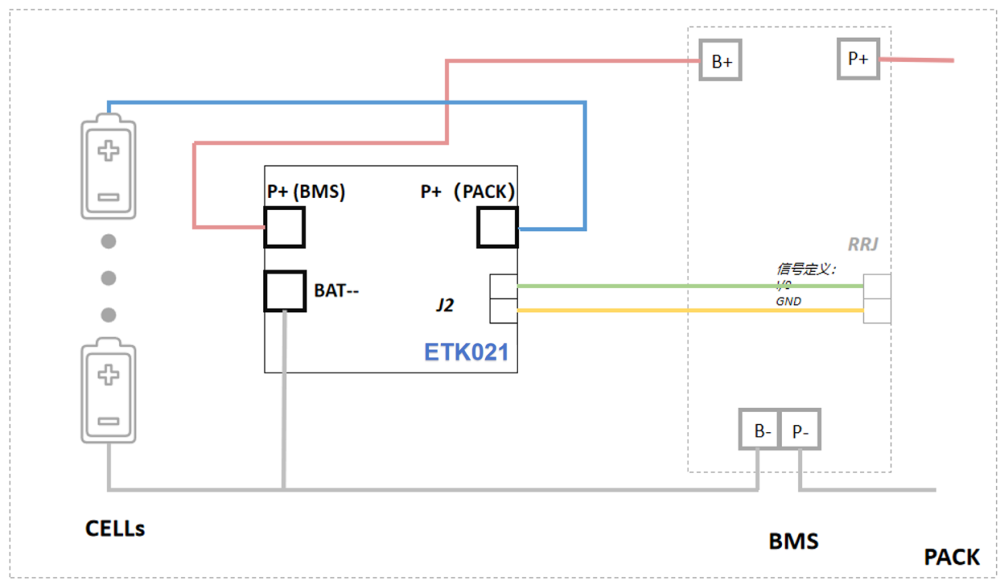 B+
P+
P+ (BMS)
P+ （PACK）
RRJ
信号定义：
I/O
GND
BAT--
J2
ETK021
B-
P-
CELLs
BMS
PACK